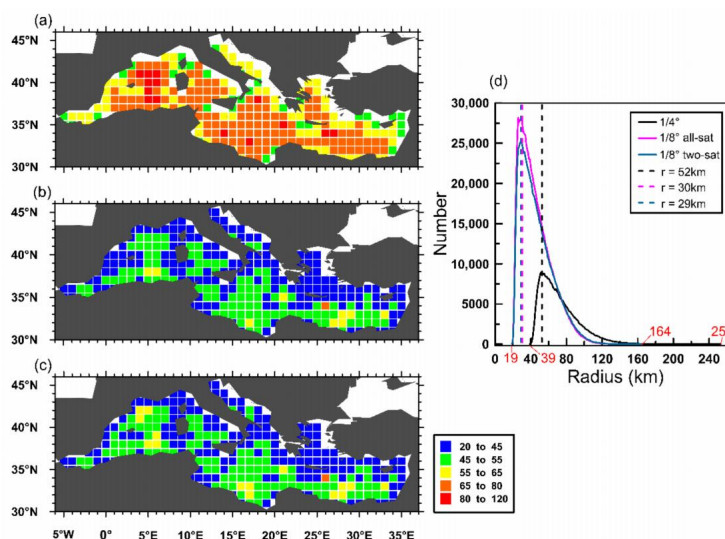 (a)
45°N
40°N
35°N
30°N
(b)
45°N
40°N
35°N
30°N
(c)
45°N
40°N
35°N
30°N
5°W 0° 5°E 10°E 15°E 20°E 25°E 30°E 35°E
20 to 45
45 to 55
55 to 65
65 to 80
80 to 120
(d)
30,000
25,000
20,000
15,000
10,000
5000
0
Number
1/4°
1/8° all-sat
1/8° two-sat
r = 52km
r = 30km
r = 29km
164
25
0 40 80 120 160 200 240
19 39
Radius (km)